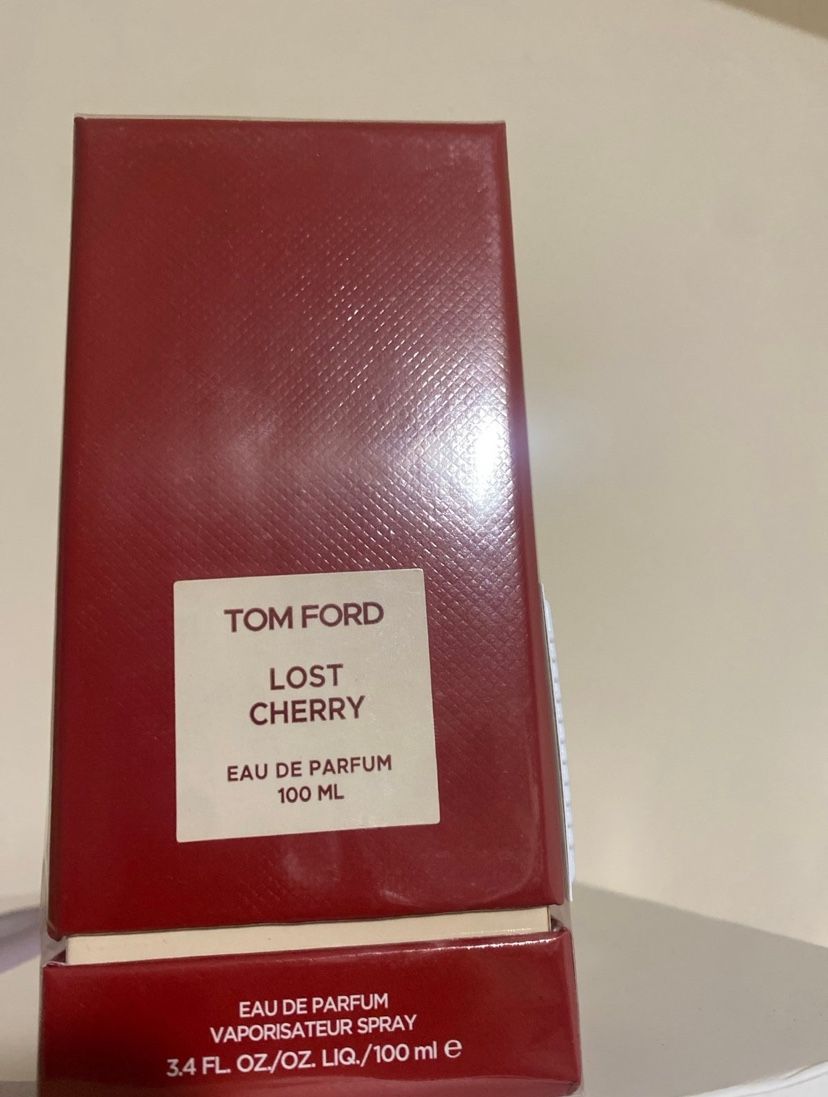 TOM FORD
LOST
CHERRY
EAU DE PARFUM
100 ML
EAU DE PARFUM
VAPORISATEUR SPRAY
3.4 FL. OZ./OZ. LIQ./100 ml ℮